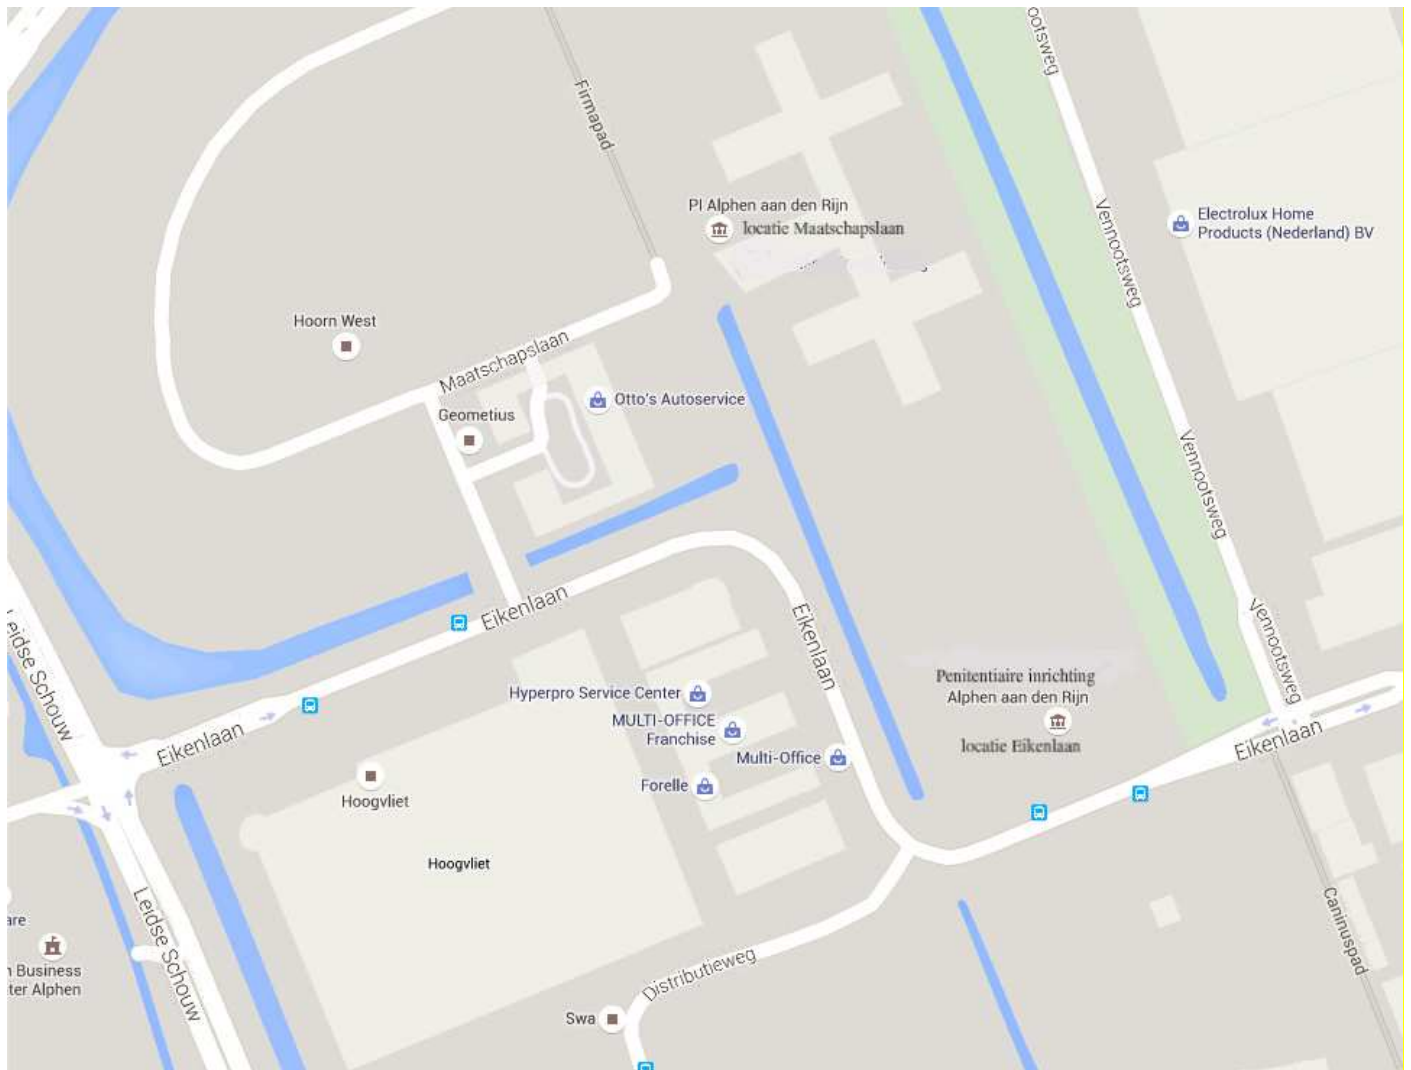 ootsweg
Firmapad
PI Alphen aan den Rijn
locatie Maatschapslaan
Vennootsweg
Electrolux Home
Products (Nederland) BV
Hoorn West
Maatschapslaan
Geometius
Otto's Autoservice
Vennootsweg
Eikenlaan
Eikenlaan
Vennootsweg
Leidse Schouw
Penitentiaire inrichting
Alphen aan den Rijn
locatie Eikenlaan
Hyperpro Service Center
MULTI-OFFICE
Franchise
Multi-Office
Eikenlaan
Eikenlaan
Forelle
Hoogvliet
Hoogvliet
are
Business
ter Alphen
Leidse Schouw
Distributieweg
Caninuspad
Swa